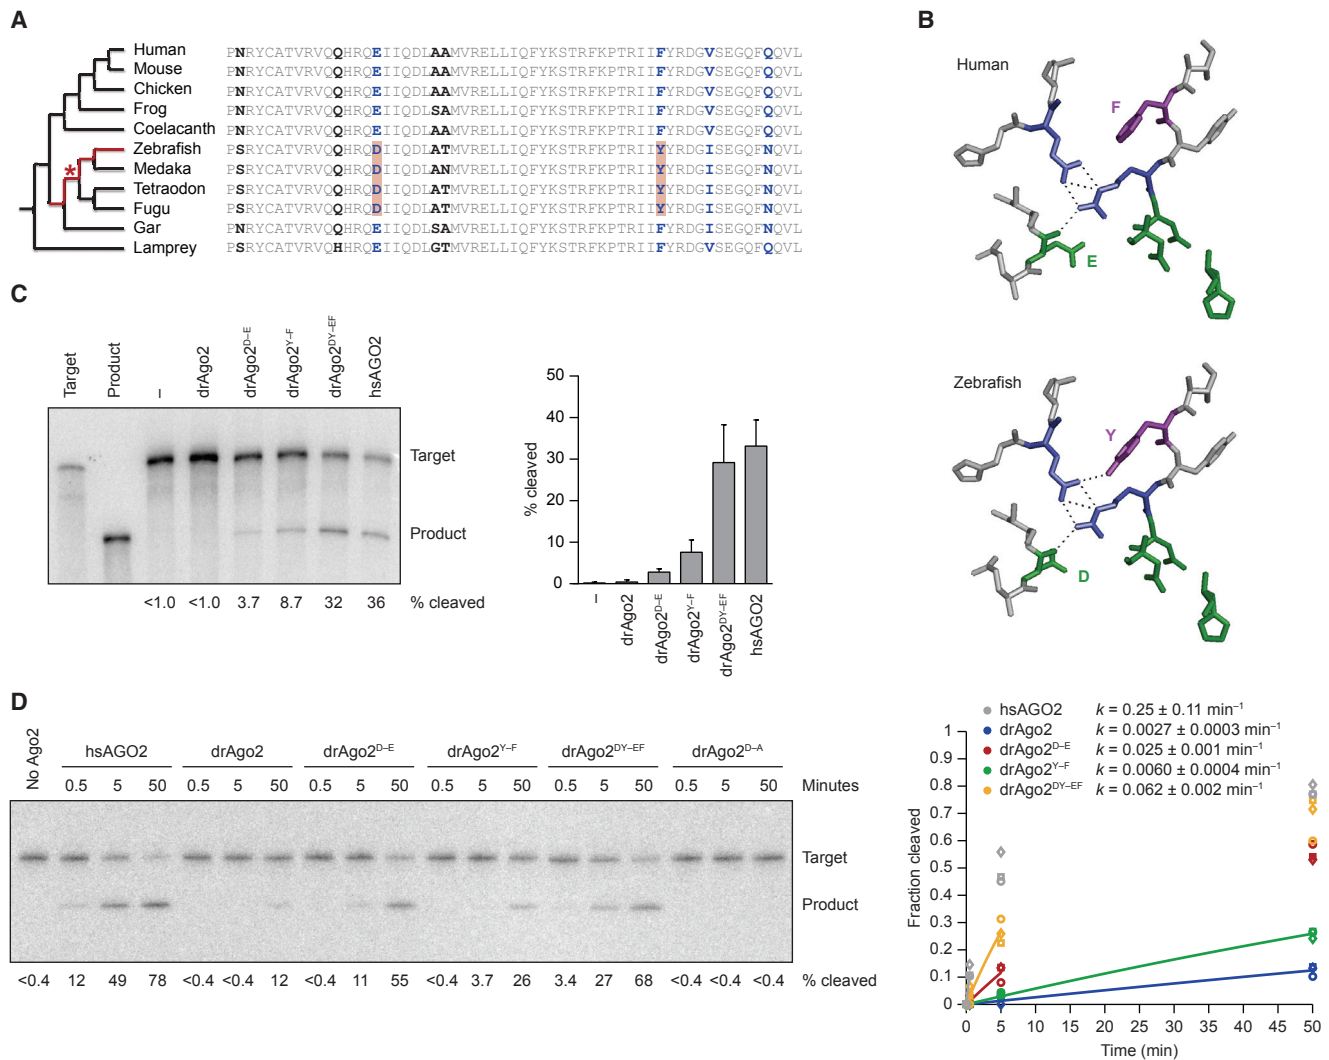 A
Human PNRYCATVRVQQHRQEIIQDLAAMVRELLIQFYKSTRFKPTRIIFYRDGVSEGQFQQVL
Mouse PNRYCATVRVQQHRQEIIQDLAAMVRELLIQFYKSTRFKPTRIIFYRDGVSEGQFQQVL
Chicken PNRYCATVRVQQHRQEIIQDLAAMVRELLIQFYKSTRFKPTRIIFYRDGVSEGQFQQVL
Frog PNRYCATVRVQQHRQEIIQDLSAMVRELLIQFYKSTRFKPTRIIFYRDGVSEGQFQQVL
Coelacanth PNRYCATVRVQQHRQEIIQDLAAMVRELLIQFYKSTRFKPTRIIFYRDGVSEGQFQQVL
Zebrafish PSRYCATVRVQQHRQDIIQDLATMVRELLIQFYKSTRFKPTRIIYYRDGISEGQFNQVL
* Medaka PSRYCATVRVQQHRQDIIQDLANMVRELLIQFYKSTRFKPTRIIYYRDGISEGQFNQVL
Tetraodon PSRYCATVRVQQHRQDIIQDLATMVRELLIQFYKSTRFKPTRIIYYRDGISEGQFNQVL
Fugu PSRYCATVRVQQHRQDIIQDLATMVRELLIQFYKSTRFKPTRIIYYRDGISEGQFNQVL
Gar PSRYCATVRVQQHRQEIIQDLSAMVRELLIQFYKSTRFKPTRIIFYRDGVSEGQFNQVL
Lamprey PSRYCATVRVQHHRQEIIQDLGTMVRELLIQFYKSTRFKPTRIIFYRDGVSEGQFQQVL
B
Human
F
E
Zebrafish
Y
D
C
Target Product – drAgo2 drAgo2D–E drAgo2Y–F drAgo2DY–EF hsAGO2
Target
Product
<1.0 <1.0 3.7 8.7 32 36 % cleaved
% cleaved
50
40
30
20
10
0
– drAgo2 drAgo2D–E drAgo2Y–F drAgo2DY–EF hsAGO2
D
No Ago2 hsAGO2 drAgo2 drAgo2D–E drAgo2Y–F drAgo2DY–EF drAgo2D–A
0.5 5 50 0.5 5 50 0.5 5 50 0.5 5 50 0.5 5 50 0.5 5 50 Minutes
Target
Product
<0.4 12 49 78 <0.4 <0.4 12 <0.4 11 55 <0.4 3.7 26 3.4 27 68 <0.4 <0.4 <0.4 % cleaved
hsAGO2 k = 0.25 ± 0.11 min–1
drAgo2 k = 0.0027 ± 0.0003 min–1
drAgo2D–E k = 0.025 ± 0.001 min–1
drAgo2Y–F k = 0.0060 ± 0.0004 min–1
drAgo2DY–EF k = 0.062 ± 0.002 min–1
Fraction cleaved
1
0.9
0.8
0.7
0.6
0.5
0.4
0.3
0.2
0.1
0
0 5 10 15 20 25 30 35 40 45 50
Time (min)